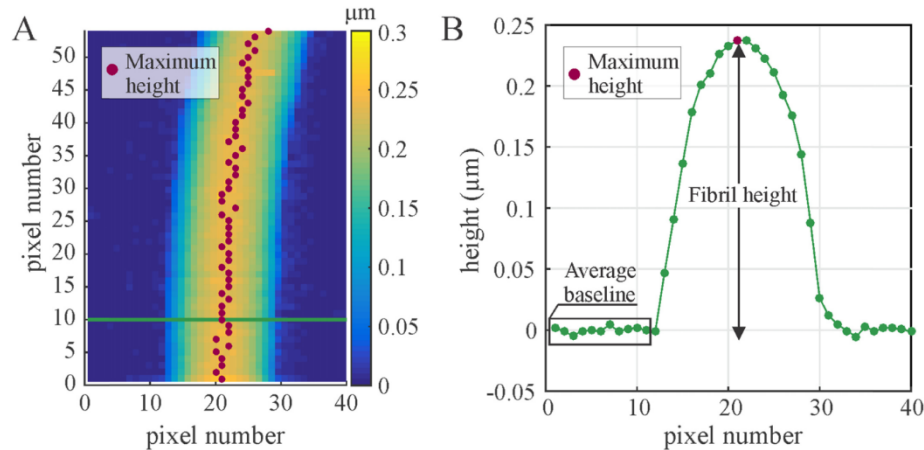 A
μm
Maximum
height
50
45
40
35
30
25
20
15
10
5
0
pixel number
0
10
20
30
40
pixel number
0.3
0.25
0.2
0.15
0.1
0.05
0
B
0.25
0.20
0.15
0.1
0.05
0
-0.05
height (μm)
Maximum
height
Fibril height
Average
baseline
0
10
20
30
40
pixel number